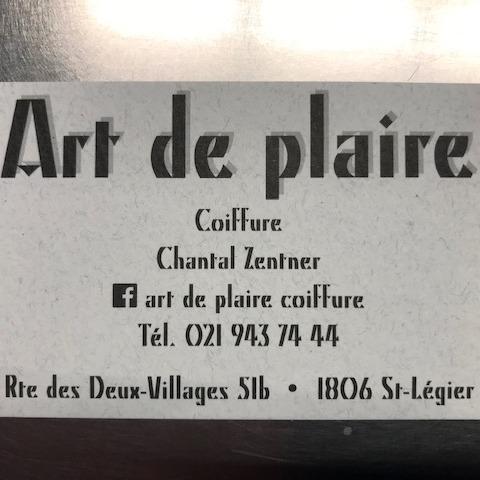 Art de plaire
Coiffure
Chantal Zentner
art de plaire coiffure
Tél. 021 943 74 44
Rte des Deux-Villages 51b • 1806 St-Légier